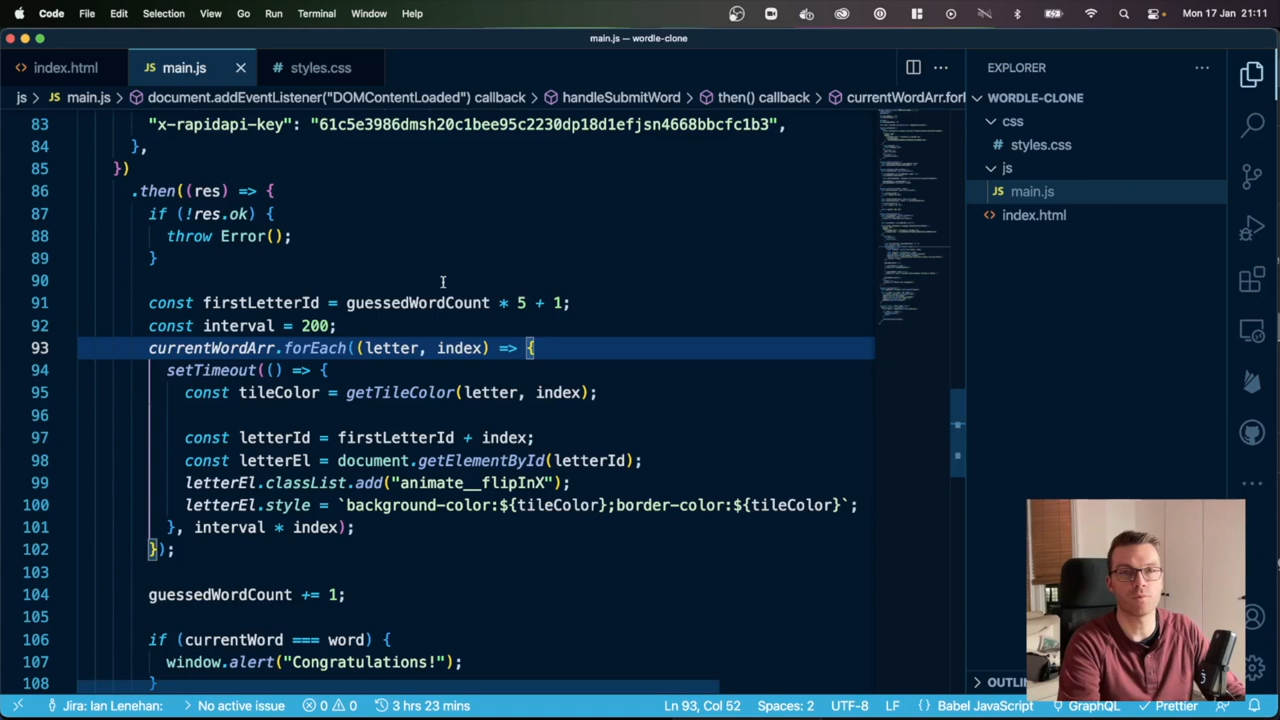 Code File Edit Selection View Go Run Terminal Window Help Mon 17 Jan 21:11
main.js — wordle-clone
index.html main.js styles.css
EXPLORER
js > main.js > document.addEventListener("DOMContentLoaded") callback > handleSubmitWord > then() callback > currentWordArr.forE
WORDLE-CLONE
css
styles.css
js
main.js
index.html
83
84 },
85 })
86 .then((res) => {
87 if (!res.ok) {
88 throw Error();
89 }
90
91 const firstLetterId = guessedWordCount * 5 + 1;
92 const interval = 200;
93 currentWordArr.forEach((letter, index) => {
94 setTimeout(() => {
95 const tileColor = getTileColor(letter, index);
96
97 const letterId = firstLetterId + index;
98 const letterEl = document.getElementById(letterId);
99 letterEl.classList.add("animate__flipInX");
100 letterEl.style = `background-color:${tileColor};border-color:${tileColor}`;
101 }, interval * index);
102 });
103
104 guessedWordCount += 1;
105
106 if (currentWord === word) {
107 window.alert("Congratulations!");
108 }
OUTLIN
Jira: Ian Lenehan: No active issue 0 0 3 hrs 23 mins Ln 93, Col 52 Spaces: 2 UTF-8 LF {} Babel JavaScript GraphQL Prettier